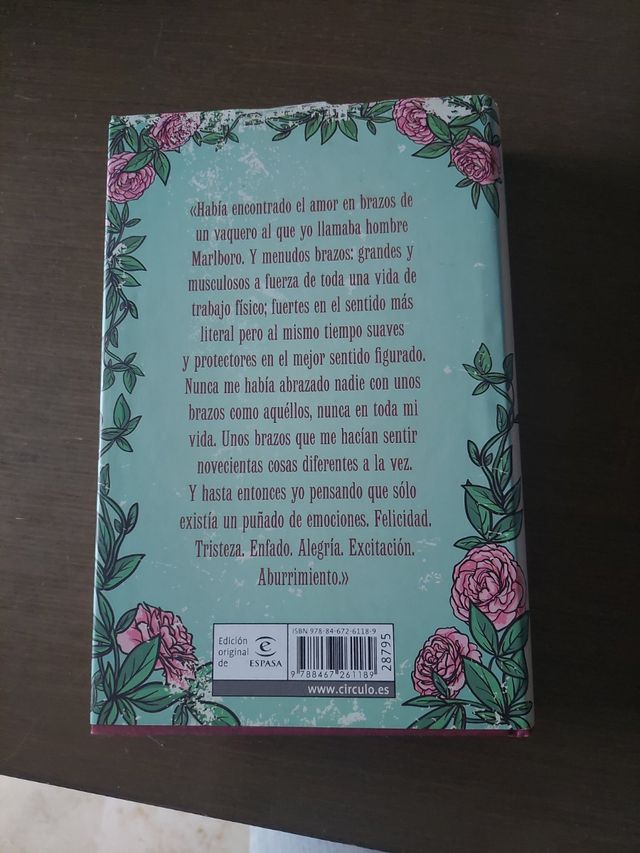 «Había encontrado el amor en brazos de
un vaquero al que yo llamaba hombre
Marlboro. Y menudos brazos: grandes y
musculosos a fuerza de toda una vida de
trabajo físico; fuertes en el sentido más
literal pero al mismo tiempo suaves
y protectores en el mejor sentido figurado.
Nunca me había abrazado nadie con unos
brazos como aquéllos, nunca en toda mi
vida. Unos brazos que me hacían sentir
novecientas cosas diferentes a la vez.
Y hasta entonces yo pensando que sólo
existía un puñado de emociones. Felicidad.
Tristeza. Enfado. Alegría. Excitación.
Aburrimiento.»
Edición
original
de
ESPASA
ISBN 978-84-672-6118-9
9 788467 261189
28795
www.circulo.es